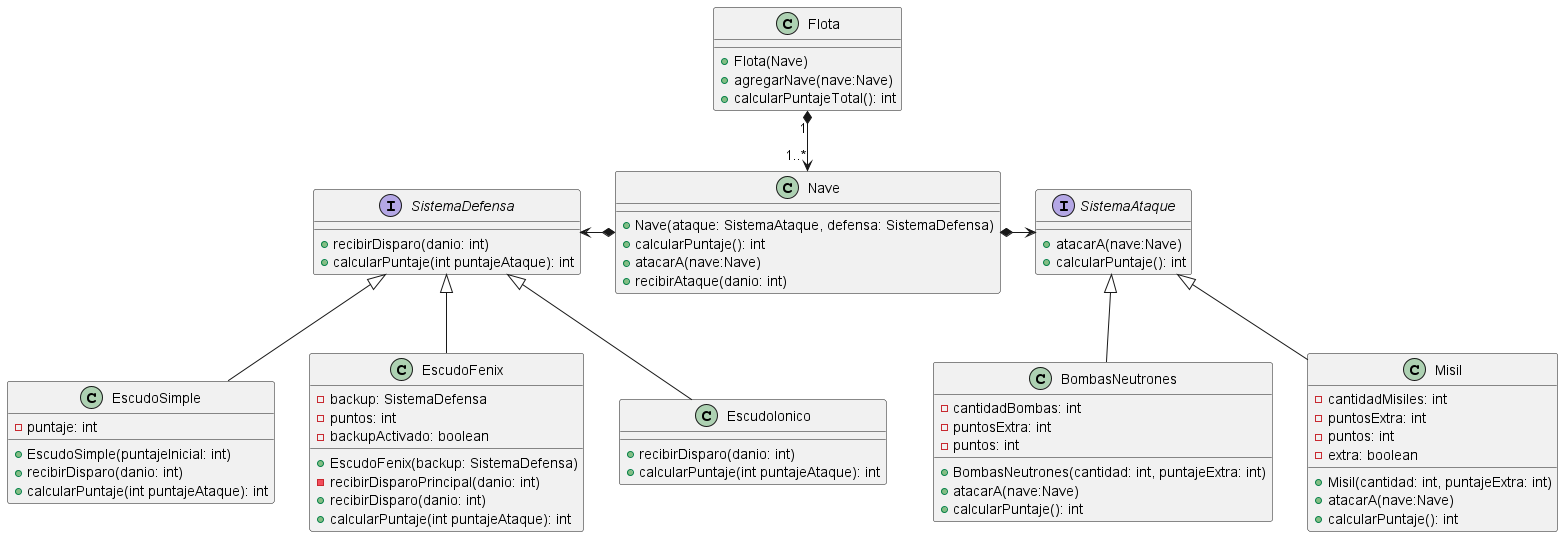 C Flota
Flota(Nave)
agregarNave(nave:Nave)
calcularPuntajeTotal(): int
1
1..*
I SistemaDefensa
recibirDisparo(danio: int)
calcularPuntaje(int puntajeAtaque): int
C Nave
Nave(ataque: SistemaAtaque, defensa: SistemaDefensa)
calcularPuntaje(): int
atacarA(nave:Nave)
recibirAtaque(danio: int)
I SistemaAtaque
atacarA(nave:Nave)
calcularPuntaje(): int
C EscudoSimple
puntaje: int
EscudoSimple(puntajeInicial: int)
recibirDisparo(danio: int)
calcularPuntaje(int puntajeAtaque): int
C EscudoFenix
backup: SistemaDefensa
puntos: int
backupActivado: boolean
EscudoFenix(backup: SistemaDefensa)
recibirDisparoPrincipal(danio: int)
recibirDisparo(danio: int)
calcularPuntaje(int puntajeAtaque): int
C EscudoIonico
recibirDisparo(danio: int)
calcularPuntaje(int puntajeAtaque): int
C BombasNeutrones
cantidadBombas: int
puntosExtra: int
puntos: int
BombasNeutrones(cantidad: int, puntajeExtra: int)
atacarA(nave:Nave)
calcularPuntaje(): int
C Misil
cantidadMisiles: int
puntosExtra: int
puntos: int
extra: boolean
Misil(cantidad: int, puntajeExtra: int)
atacarA(nave:Nave)
calcularPuntaje(): int